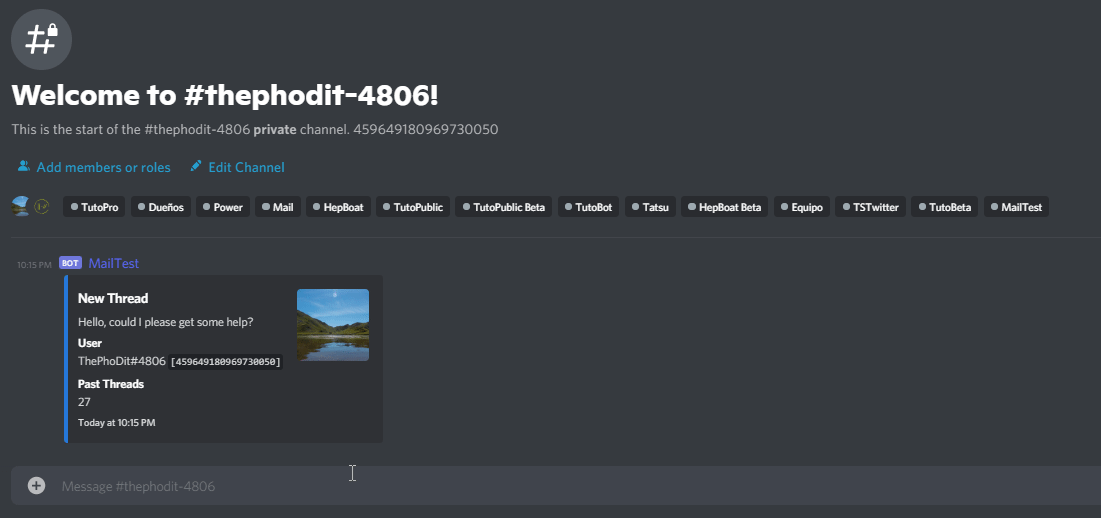 Welcome to #thephodit-4806!
This is the start of the #thephodit-4806 private channel. 459649180969730050
Add members or roles Edit Channel
TutoPro Dueños Power Mail HepBoat TutoPublic TutoPublic Beta TutoBot Tatsu HepBoat Beta Equipo TSTwitter TutoBeta MailTest
10:15 PM BOT MailTest
New Thread
Hello, could I please get some help?
User
ThePhoDit#4806 [459649180969730050]
Past Threads
27
Today at 10:15 PM
Message #thephodit-4806